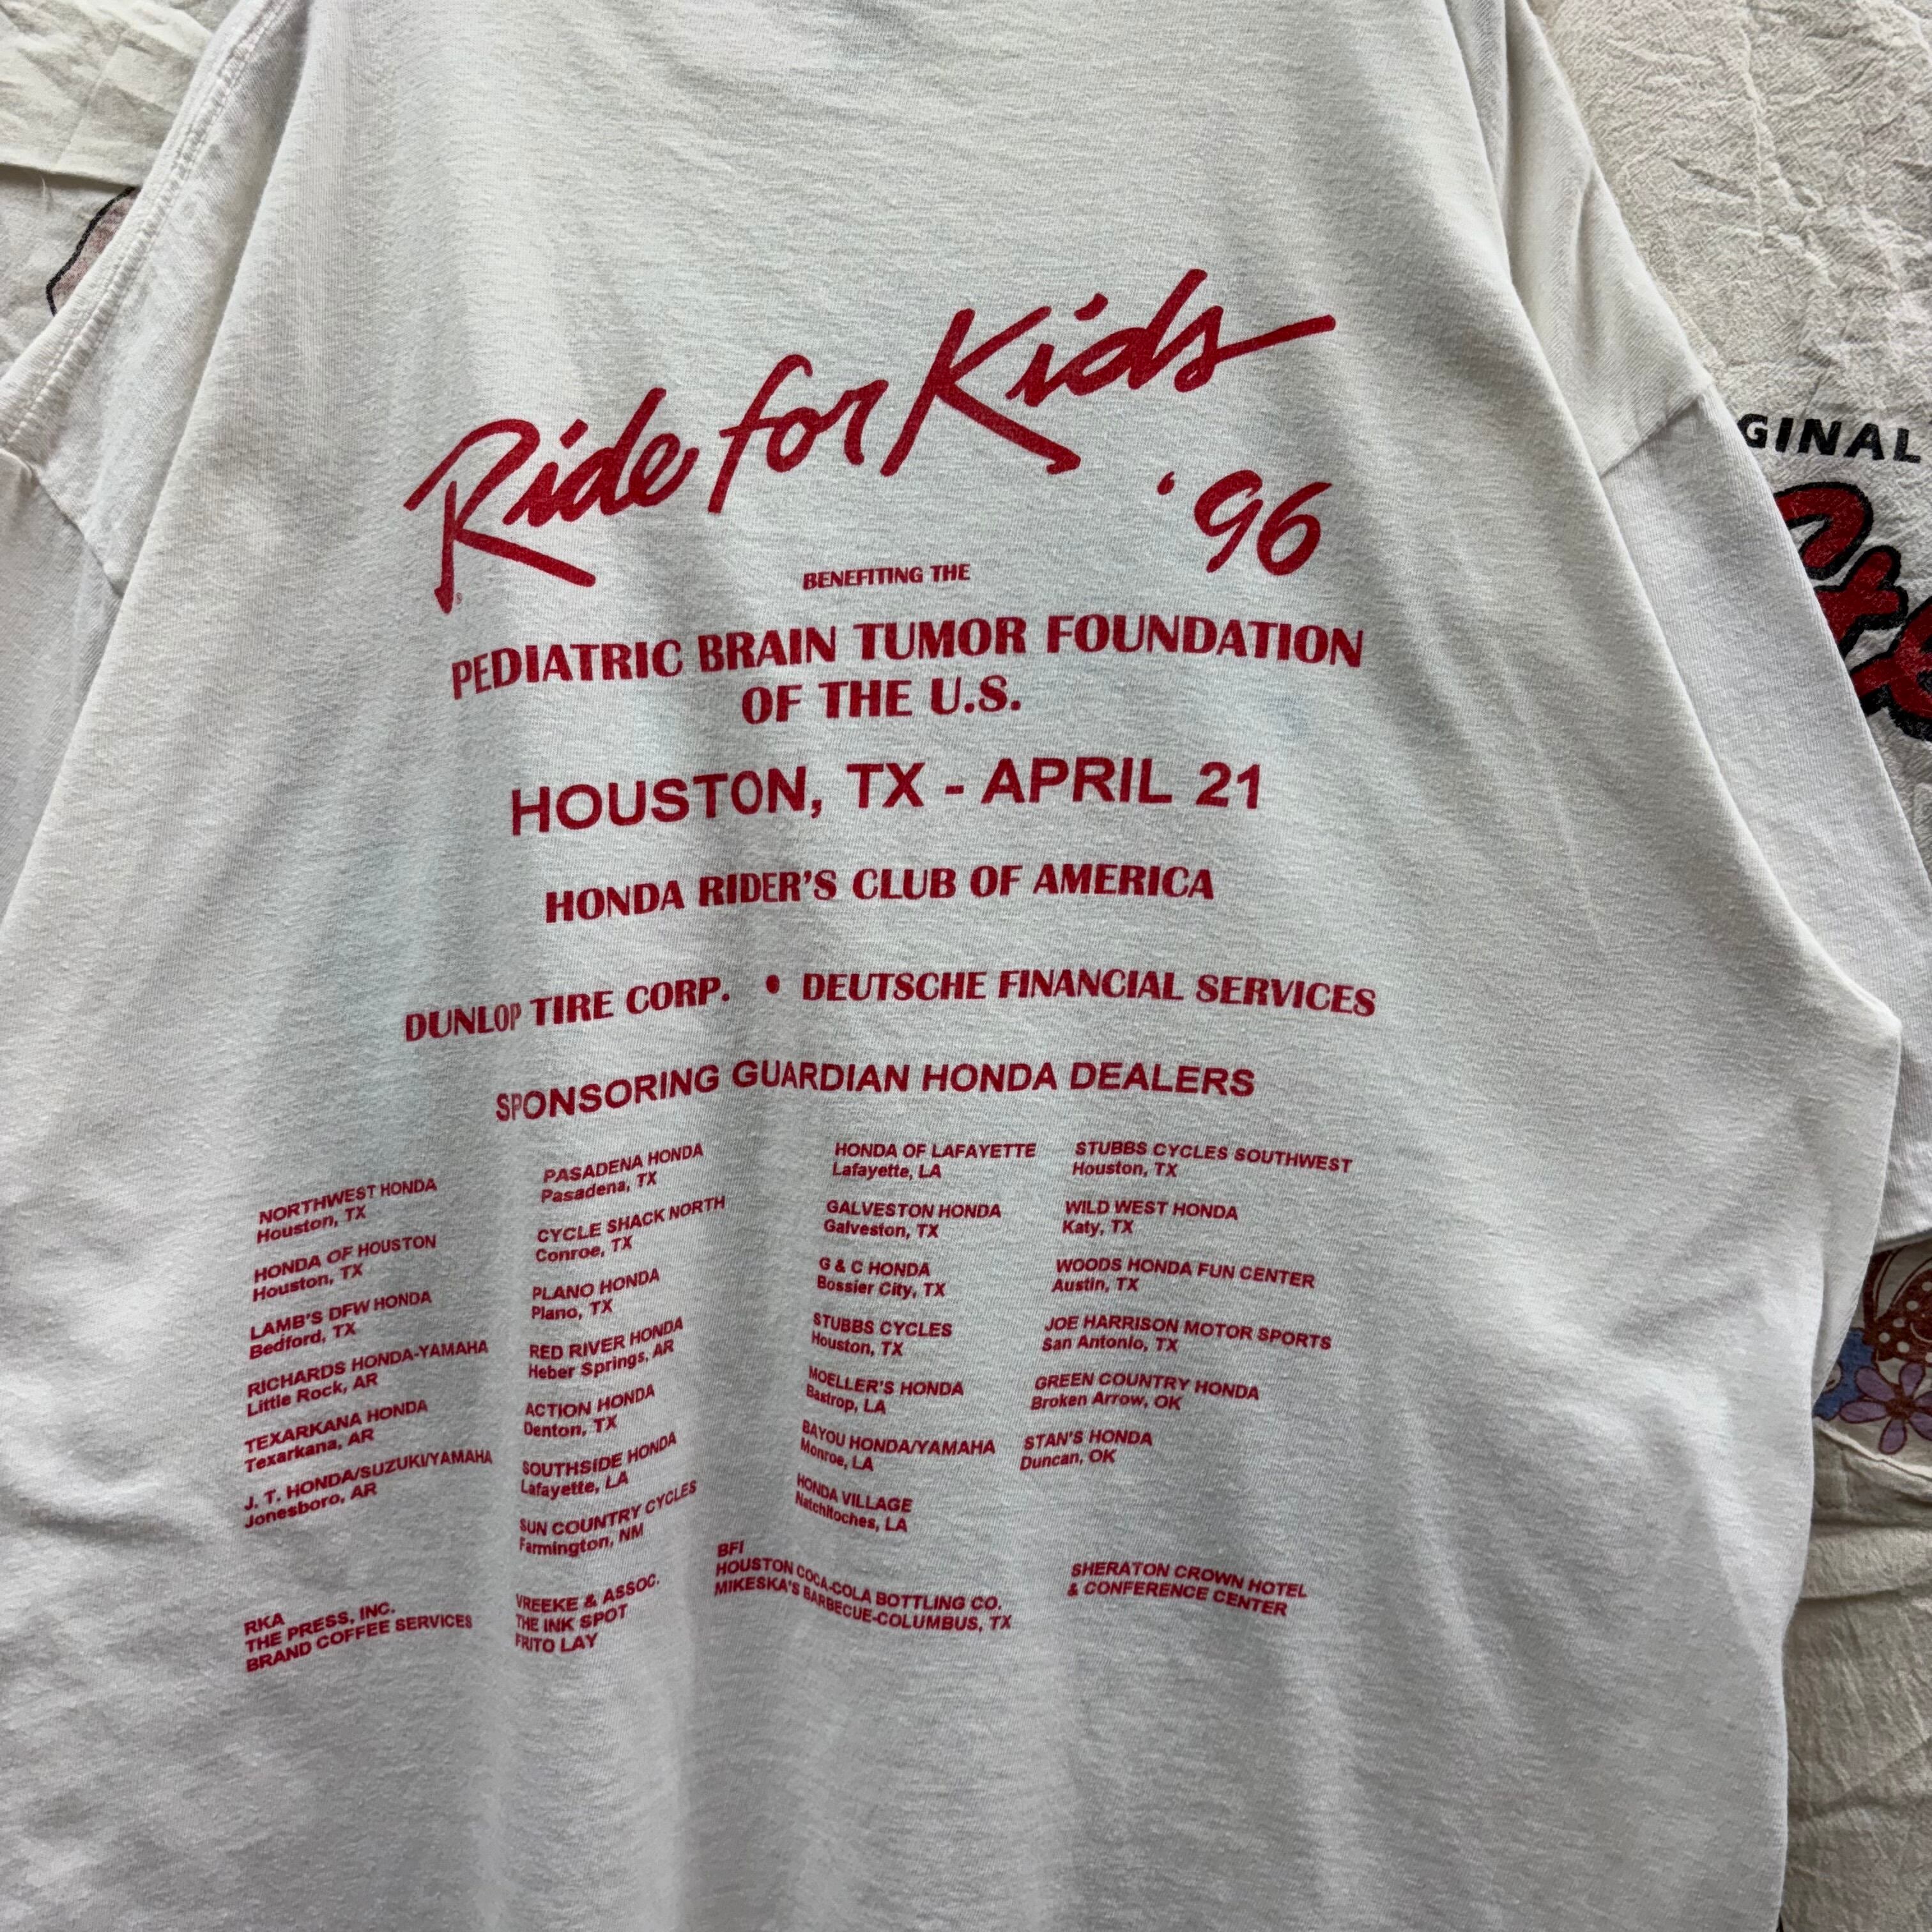 Ride for Kids
'96
BENEFITING THE
PEDIATRIC BRAIN TUMOR FOUNDATION
OF THE U.S.
HOUSTON, TX - APRIL 21
HONDA RIDER'S CLUB OF AMERICA
DUNLOP TIRE CORP. • DEUTSCHE FINANCIAL SERVICES
SPONSORING GUARDIAN HONDA DEALERS
NORTHWEST HONDA
Houston, TX
HONDA OF HOUSTON
Houston, TX
LAMB'S DFW HONDA
Bedford, TX
RICHARDS HONDA-YAMAHA
Little Rock, AR
TEXARKANA HONDA
Texarkana, AR
J. T. HONDA/SUZUKI/YAMAHA
Jonesboro, AR
PASADENA HONDA
Pasadena, TX
CYCLE SHACK NORTH
Conroe, TX
PLANO HONDA
Plano, TX
RED RIVER HONDA
Heber Springs, AR
ACTION HONDA
Denton, TX
SOUTHSIDE HONDA
Lafayette, LA
SUN COUNTRY CYCLES
Farmington, NM
HONDA OF LAFAYETTE
Lafayette, LA
GALVESTON HONDA
Galveston, TX
G & C HONDA
Bossier City, TX
STUBBS CYCLES
Houston, TX
MOELLER'S HONDA
Bastrop, LA
BAYOU HONDA/YAMAHA
Monroe, LA
HONDA VILLAGE
Natchitoches, LA
STUBBS CYCLES SOUTHWEST
Houston, TX
WILD WEST HONDA
Katy, TX
WOODS HONDA FUN CENTER
Austin, TX
JOE HARRISON MOTOR SPORTS
San Antonio, TX
GREEN COUNTRY HONDA
Broken Arrow, OK
STAN'S HONDA
Duncan, OK
RKA
THE PRESS, INC.
BRAND COFFEE SERVICES
VREEKE & ASSOC.
THE INK SPOT
FRITO LAY
BFI
HOUSTON COCA-COLA BOTTLING CO.
MIKESKA'S BARBECUE-COLUMBUS, TX
SHERATON CROWN HOTEL
& CONFERENCE CENTER
GINAL